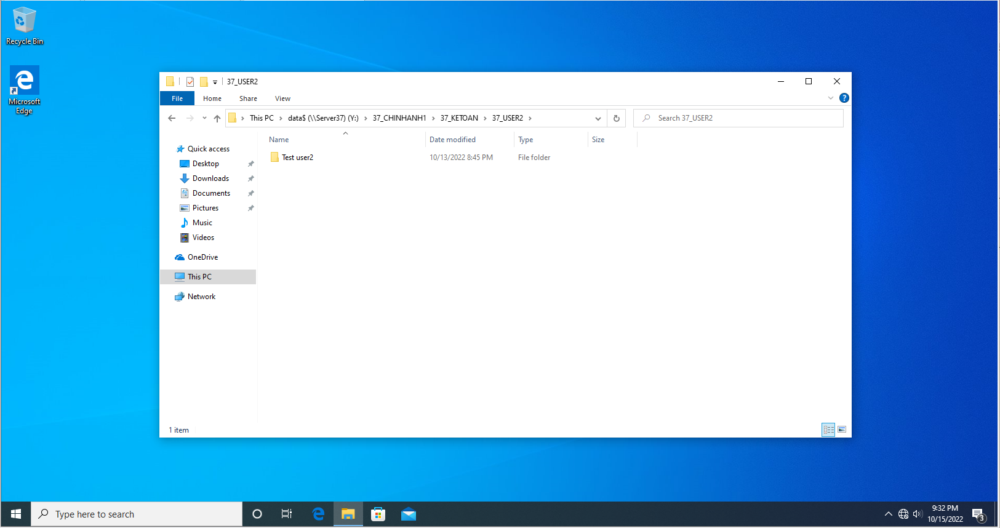 Recycle Bin
Microsoft
Edge
37_USER2
File Home Share View
This PC data$ (\\Server37) (Y:) 37_CHINHANH1 37_KETOAN 37_USER2
Search 37_USER2
Name Date modified Type Size
Test user2 10/13/2022 8:45 PM File folder
Quick access
Desktop
Downloads
Documents
Pictures
Music
Videos
OneDrive
This PC
Network
1 item
Type here to search
9:32 PM
10/15/2022
3